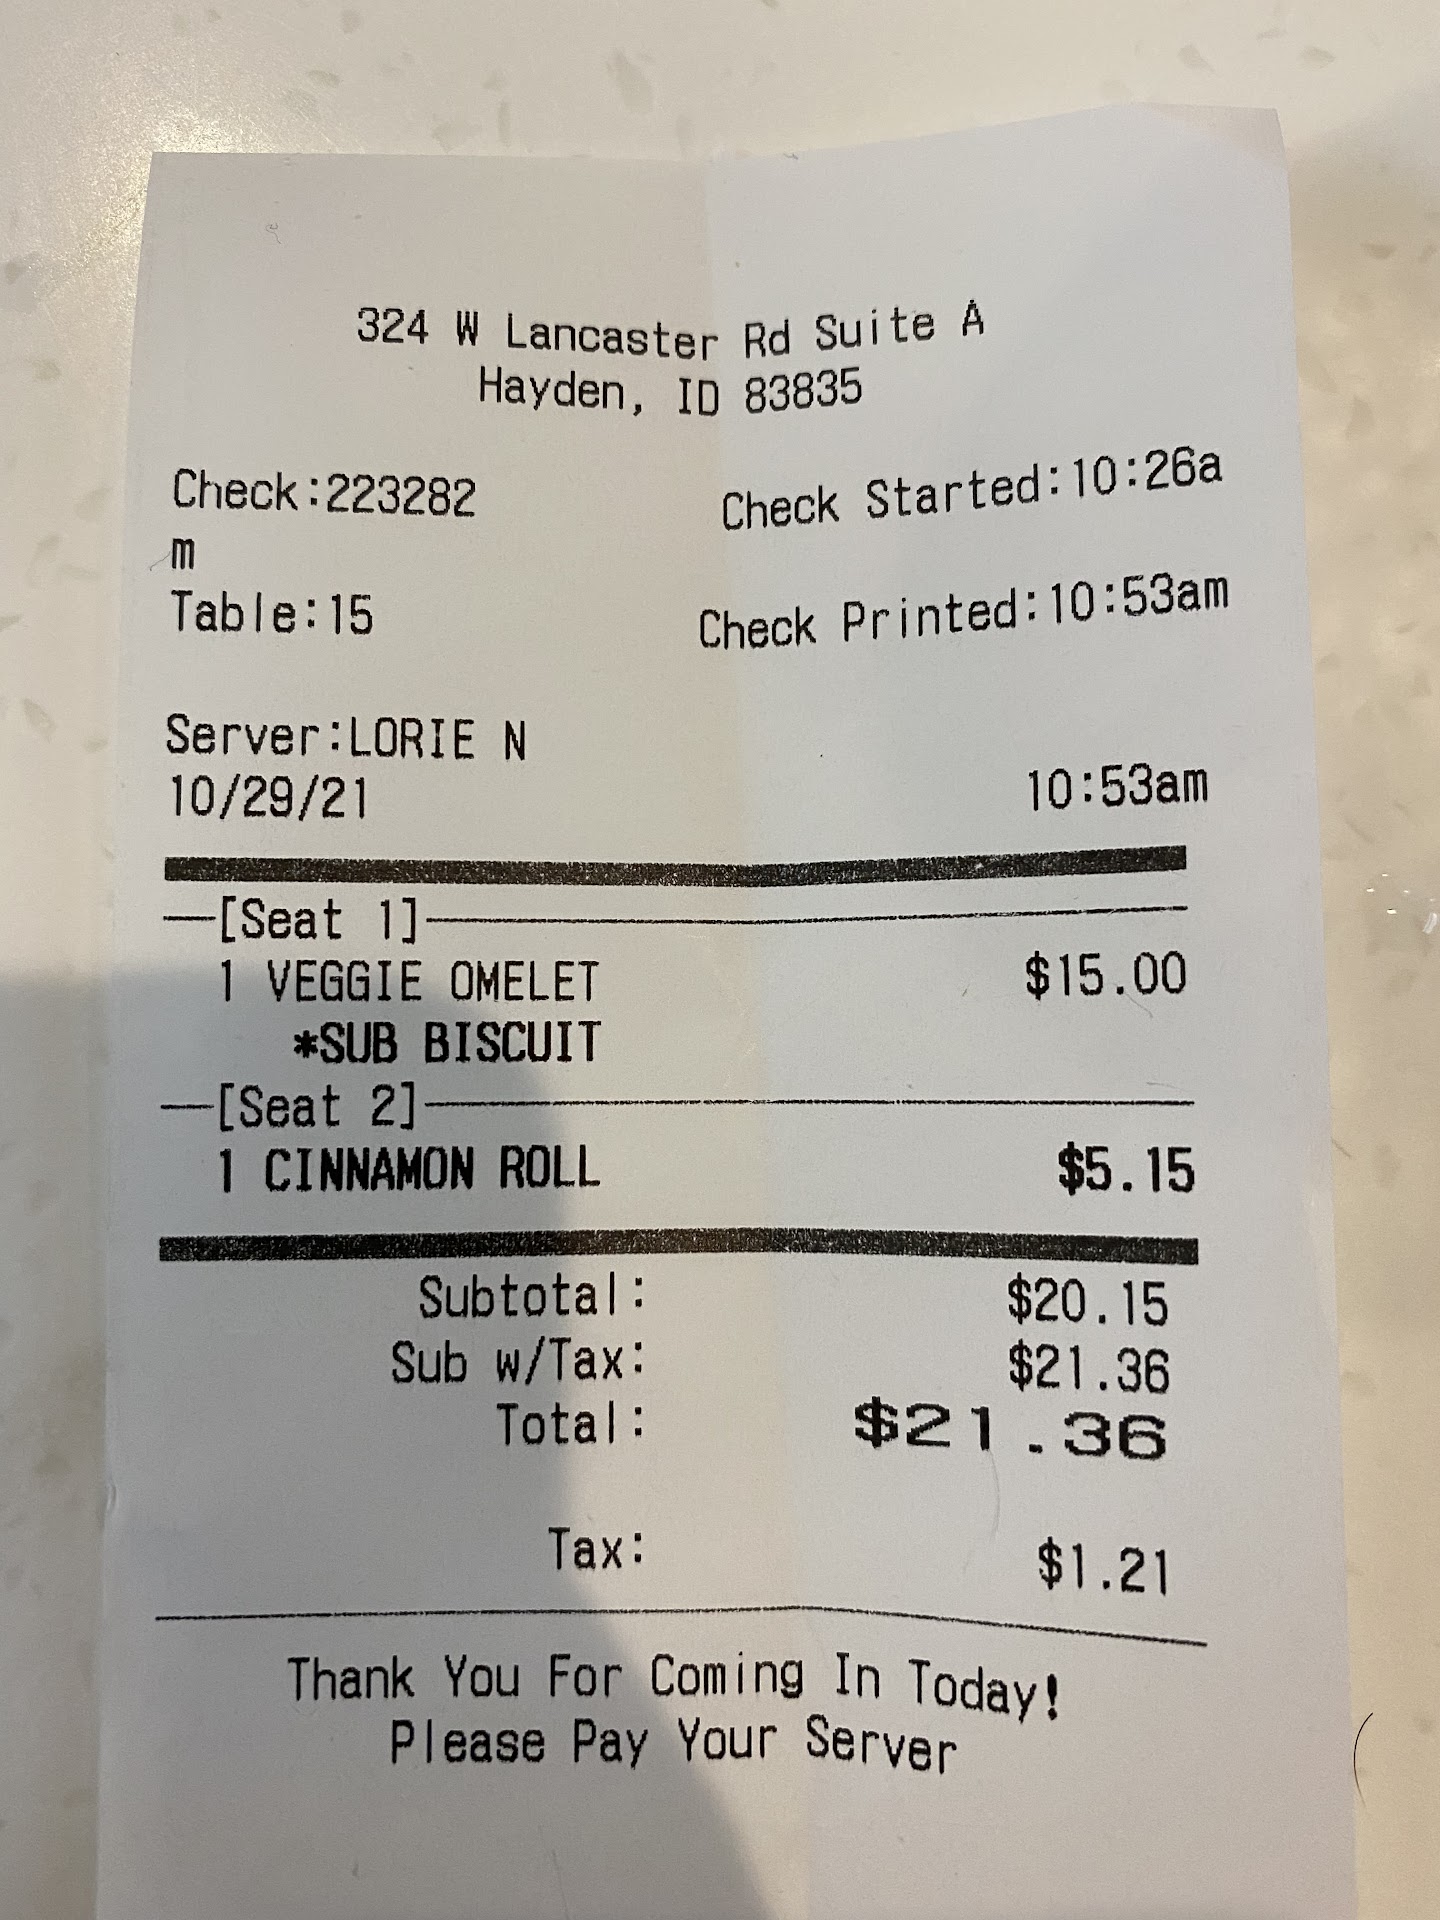 324 W Lancaster Rd Suite A
Hayden, ID 83835
Check:223282 Check Started:10:26a
m
Table:15 Check Printed:10:53am
Server:LORIE N
10/29/21 10:53am
[Seat 1]
1 VEGGIE OMELET $15.00
*SUB BISCUIT
[Seat 2]
1 CINNAMON ROLL $5.15
Subtotal: $20.15
Sub w/Tax: $21.36
Total: $21.36
Tax: $1.21
Thank You For Coming In Today!
Please Pay Your Server